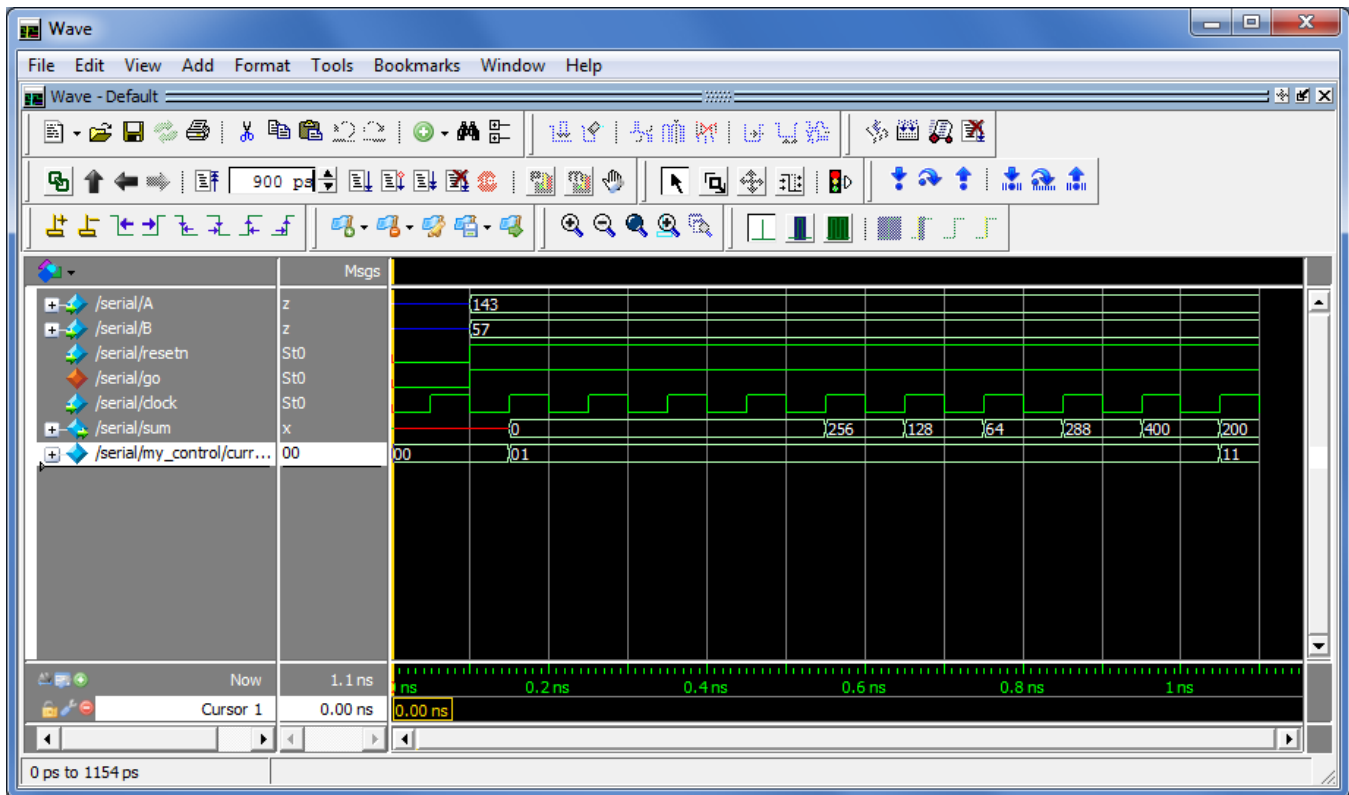 Wave
File Edit View Add Format Tools Bookmarks Window Help
Wave - Default
900 ps
Msgs
/serial/A z 143
/serial/B z 57
/serial/resetn St0
/serial/go St0
/serial/clock St0
/serial/sum x 0 256 128 64 288 400 200
/serial/my_control/curr... 00 00 01 11
Now 1.1 ns ns 0.2 ns 0.4 ns 0.6 ns 0.8 ns 1 ns
Cursor 1 0.00 ns 0.00 ns
0 ps to 1154 ps